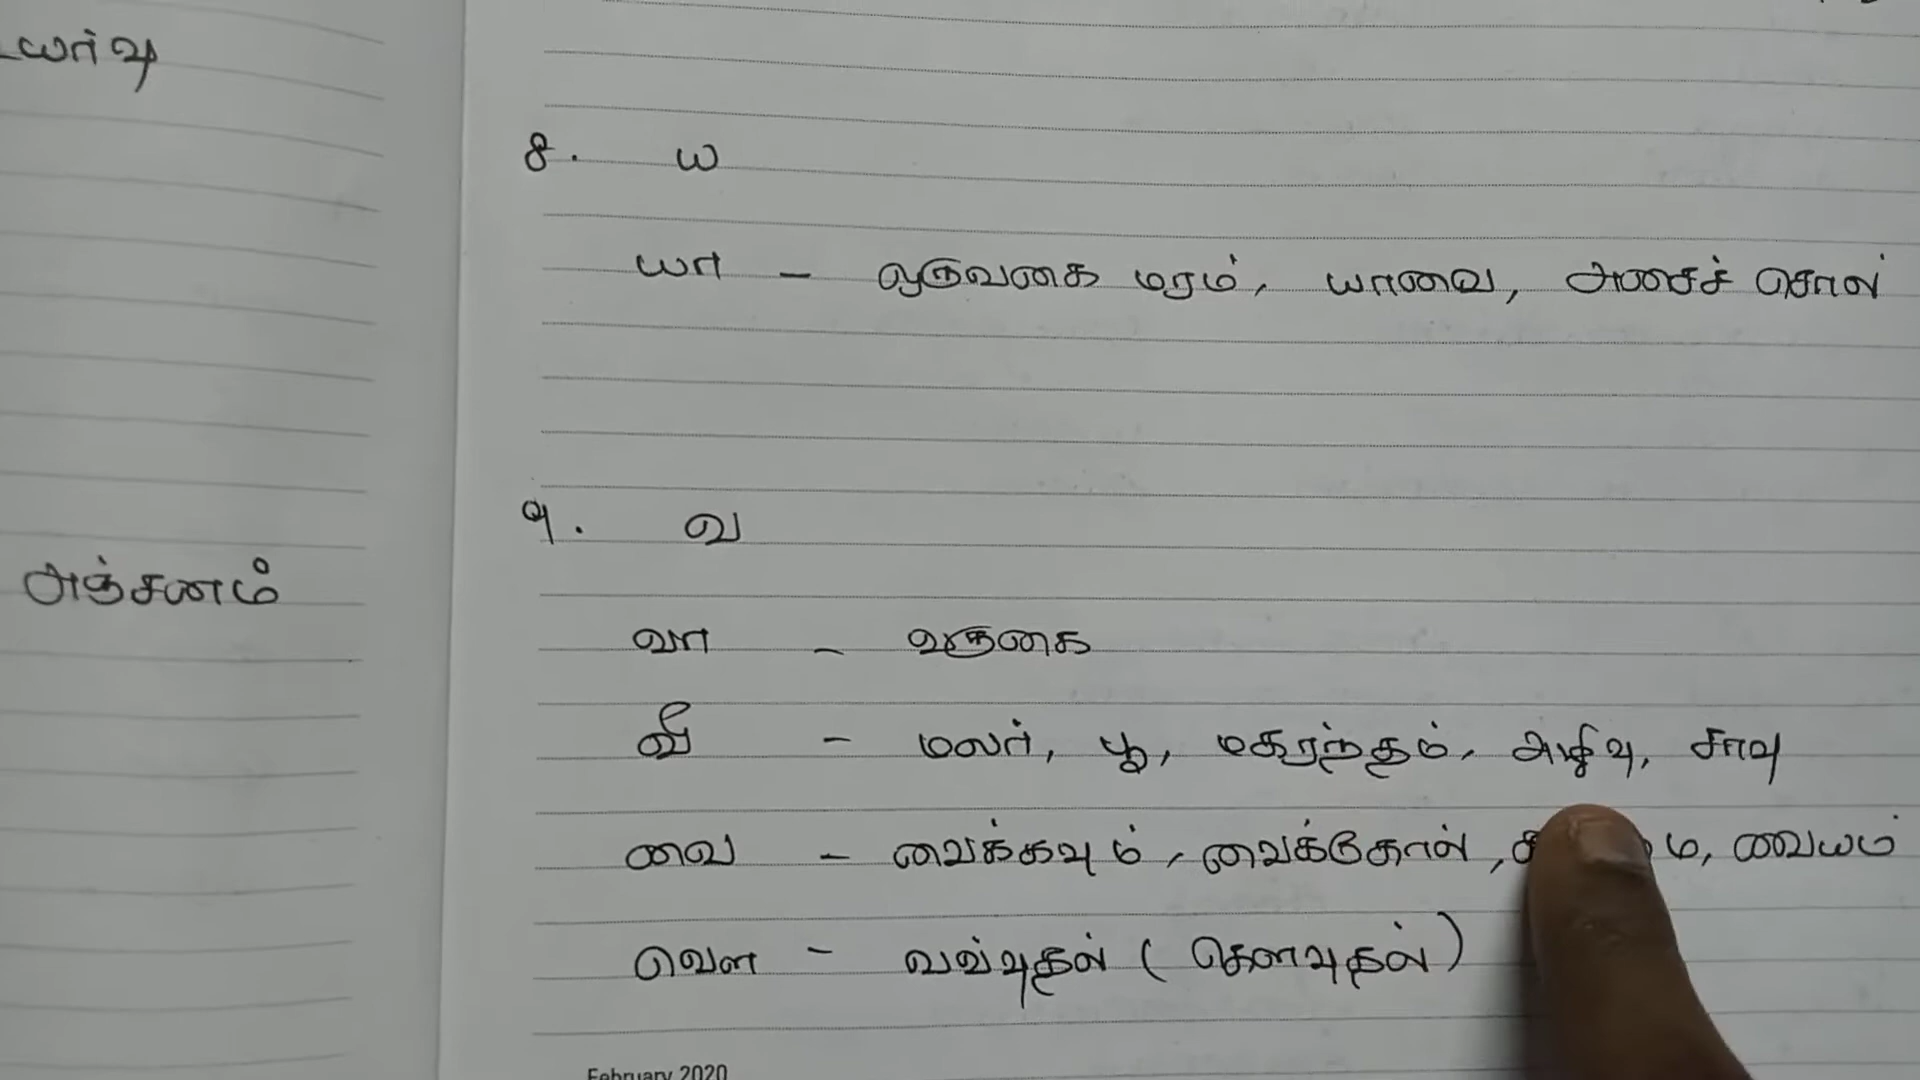 யர்வு
அஞ்சனம்
8. ய
யா - ஒருவகை மரம், யானை, அசைச் சொல்
9. வ
வா - வருகை
வீ - மலர், பூ, மகரந்தம், அழிவு, சாவு
வை - வைக்கவும், வைக்கோல், வையம்
வௌ - வவ்வுதல் (கௌவுதல்)
February 2020